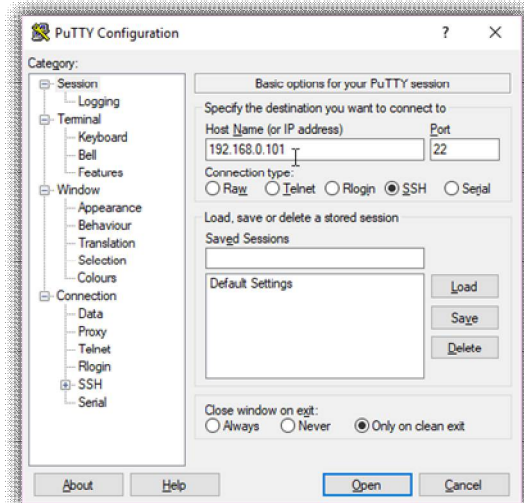 PuTTY Configuration
? ×
Category:
Session
Logging
Terminal
Keyboard
Bell
Features
Window
Appearance
Behaviour
Translation
Selection
Colours
Connection
Data
Proxy
Telnet
Rlogin
SSH
Serial
Basic options for your PuTTY session
Specify the destination you want to connect to
Host Name (or IP address) Port
192.168.0.101 22
Connection type:
Raw Telnet Rlogin SSH Serial
Load, save or delete a stored session
Saved Sessions
Default Settings
Load
Save
Delete
Close window on exit:
Always Never Only on clean exit
About Help Open Cancel